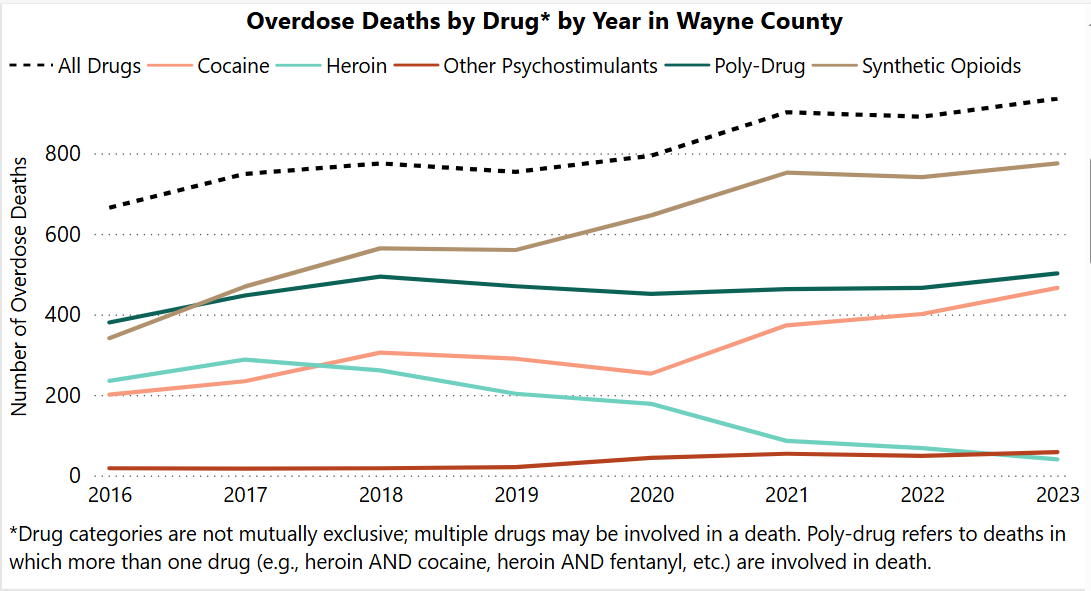 Overdose Deaths by Drug* by Year in Wayne County
All Drugs Cocaine Heroin Other Psychostimulants Poly-Drug Synthetic Opioids
Number of Overdose Deaths
800
600
400
200
0
2016 2017 2018 2019 2020 2021 2022 2023
*Drug categories are not mutually exclusive; multiple drugs may be involved in a death. Poly-drug refers to deaths in
which more than one drug (e.g., heroin AND cocaine, heroin AND fentanyl, etc.) are involved in death.